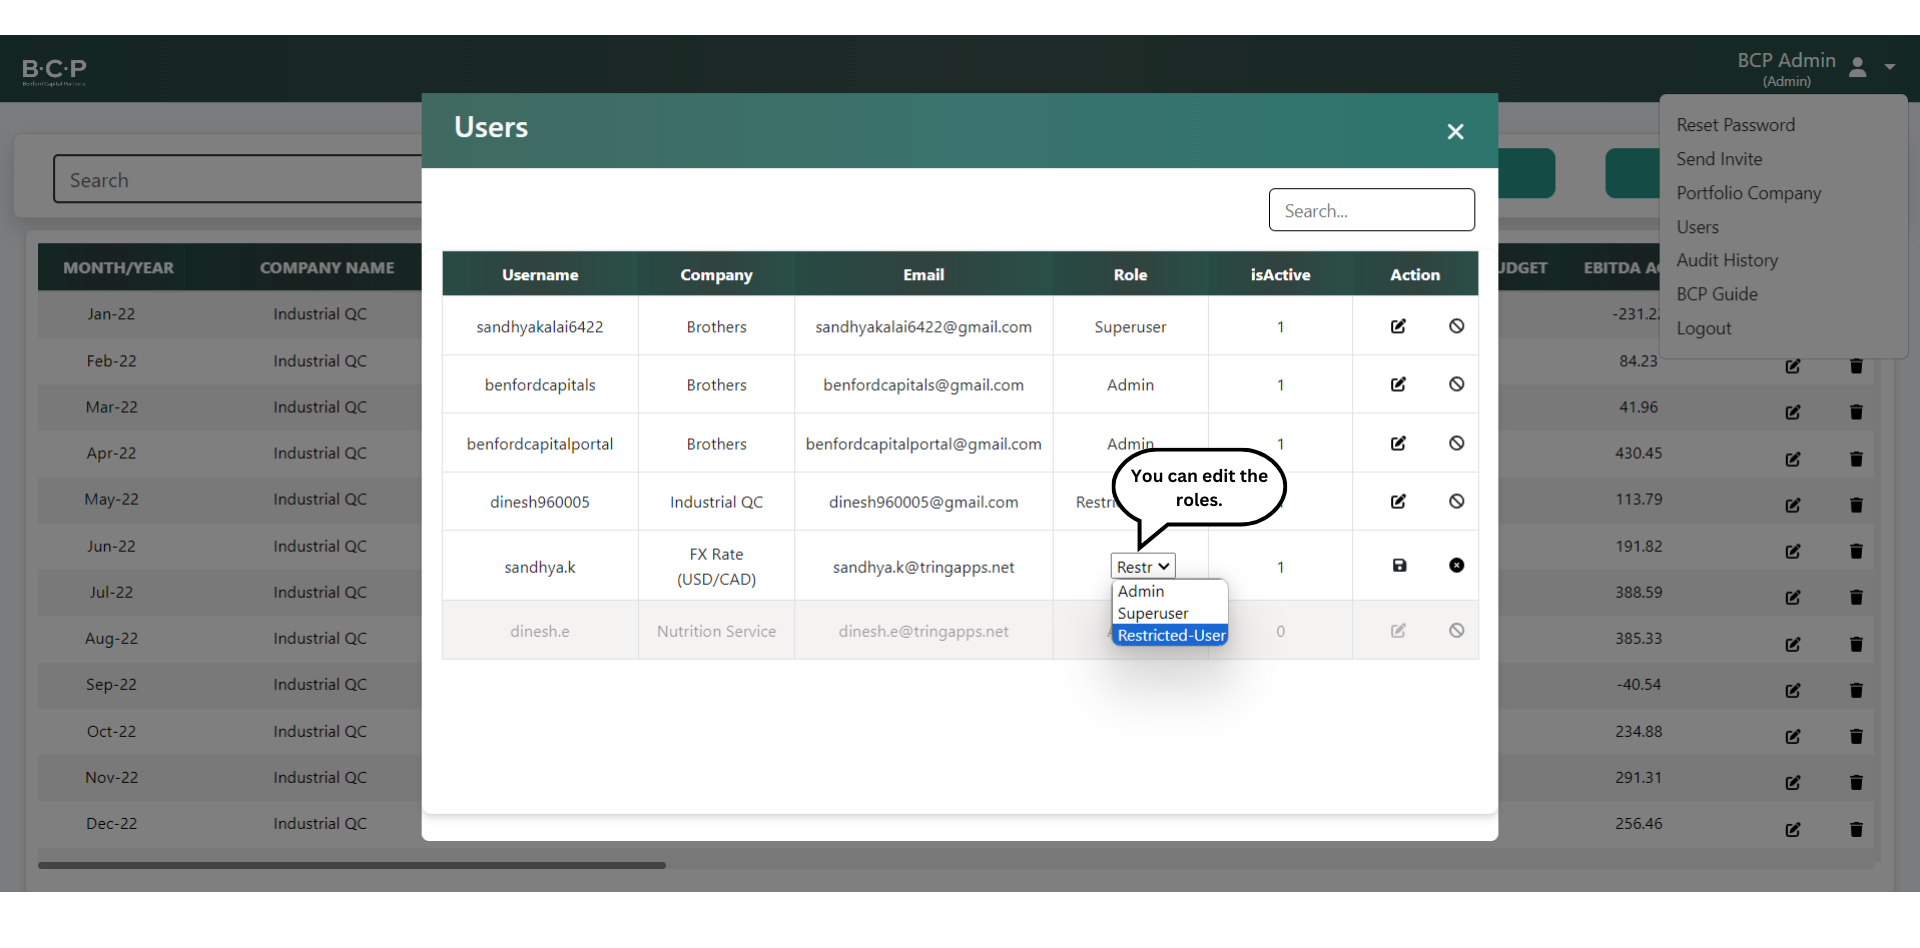 B·C·P
Benford Capital Partners
BCP Admin
(Admin)
Reset Password
Send Invite
Portfolio Company
Users
Audit History
BCP Guide
Logout
Search
Users
Search...
Username Company Email Role isActive Action
sandhyakalai6422 Brothers sandhyakalai6422@gmail.com Superuser 1
benfordcapitals Brothers benfordcapitals@gmail.com Admin 1
benfordcapitalportal Brothers benfordcapitalportal@gmail.com Admin 1
You can edit the
roles.
dinesh960005 Industrial QC dinesh960005@gmail.com Restri
sandhya.k FX Rate
(USD/CAD) sandhya.k@tringapps.net Restr 1
Admin
Superuser
Restricted-User
dinesh.e Nutrition Service dinesh.e@tringapps.net 0
MONTH/YEAR COMPANY NAME UDGET EBITDA A
Jan-22 Industrial QC -231.2
Feb-22 Industrial QC 84.23
Mar-22 Industrial QC 41.96
Apr-22 Industrial QC 430.45
May-22 Industrial QC 113.79
Jun-22 Industrial QC 191.82
Jul-22 Industrial QC 388.59
Aug-22 Industrial QC 385.33
Sep-22 Industrial QC -40.54
Oct-22 Industrial QC 234.88
Nov-22 Industrial QC 291.31
Dec-22 Industrial QC 256.46